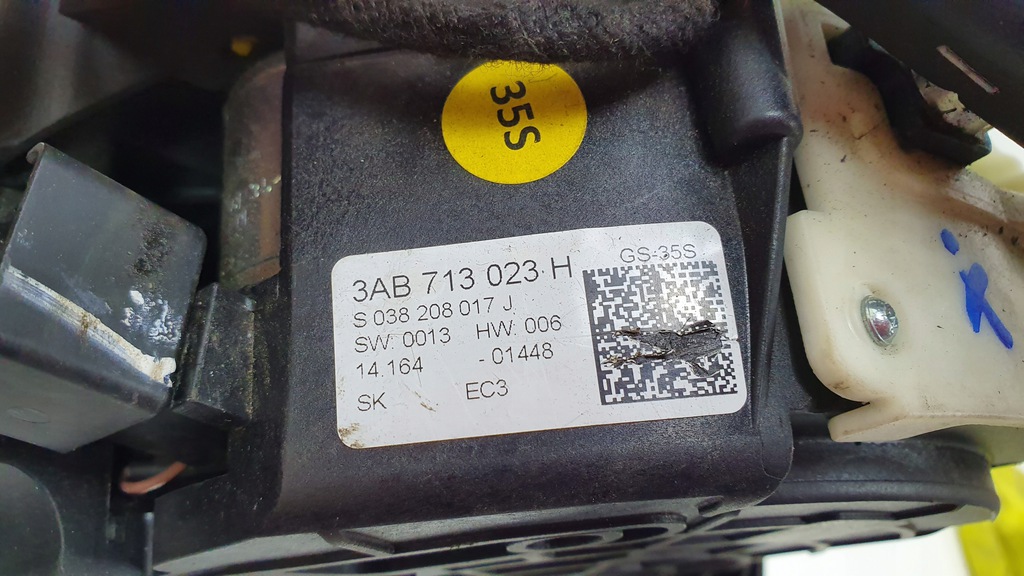 35S
GS-35S
3AB 713 023 H
S 038 208 017 J
SW: 0013 HW: 006
14.164 - 01448
SK EC3